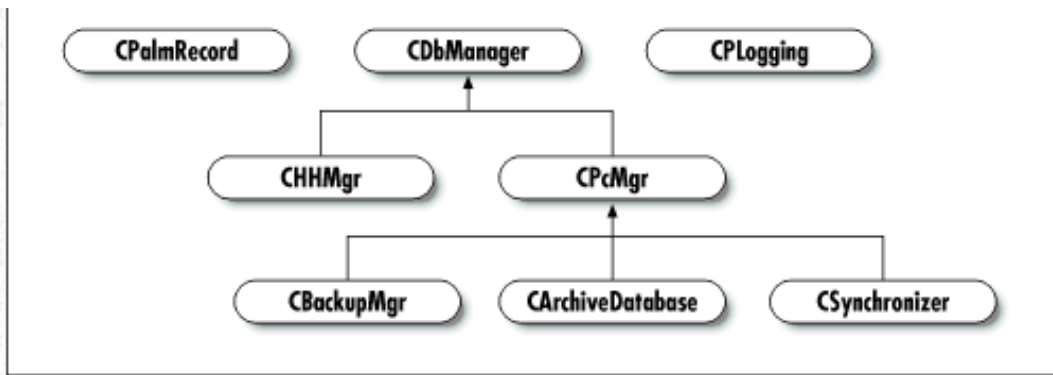 CPalmRecord
CDbManager
CPLogging
CHHMgr
CPcMgr
CBackupMgr
CArchiveDatabase
CSynchronizer